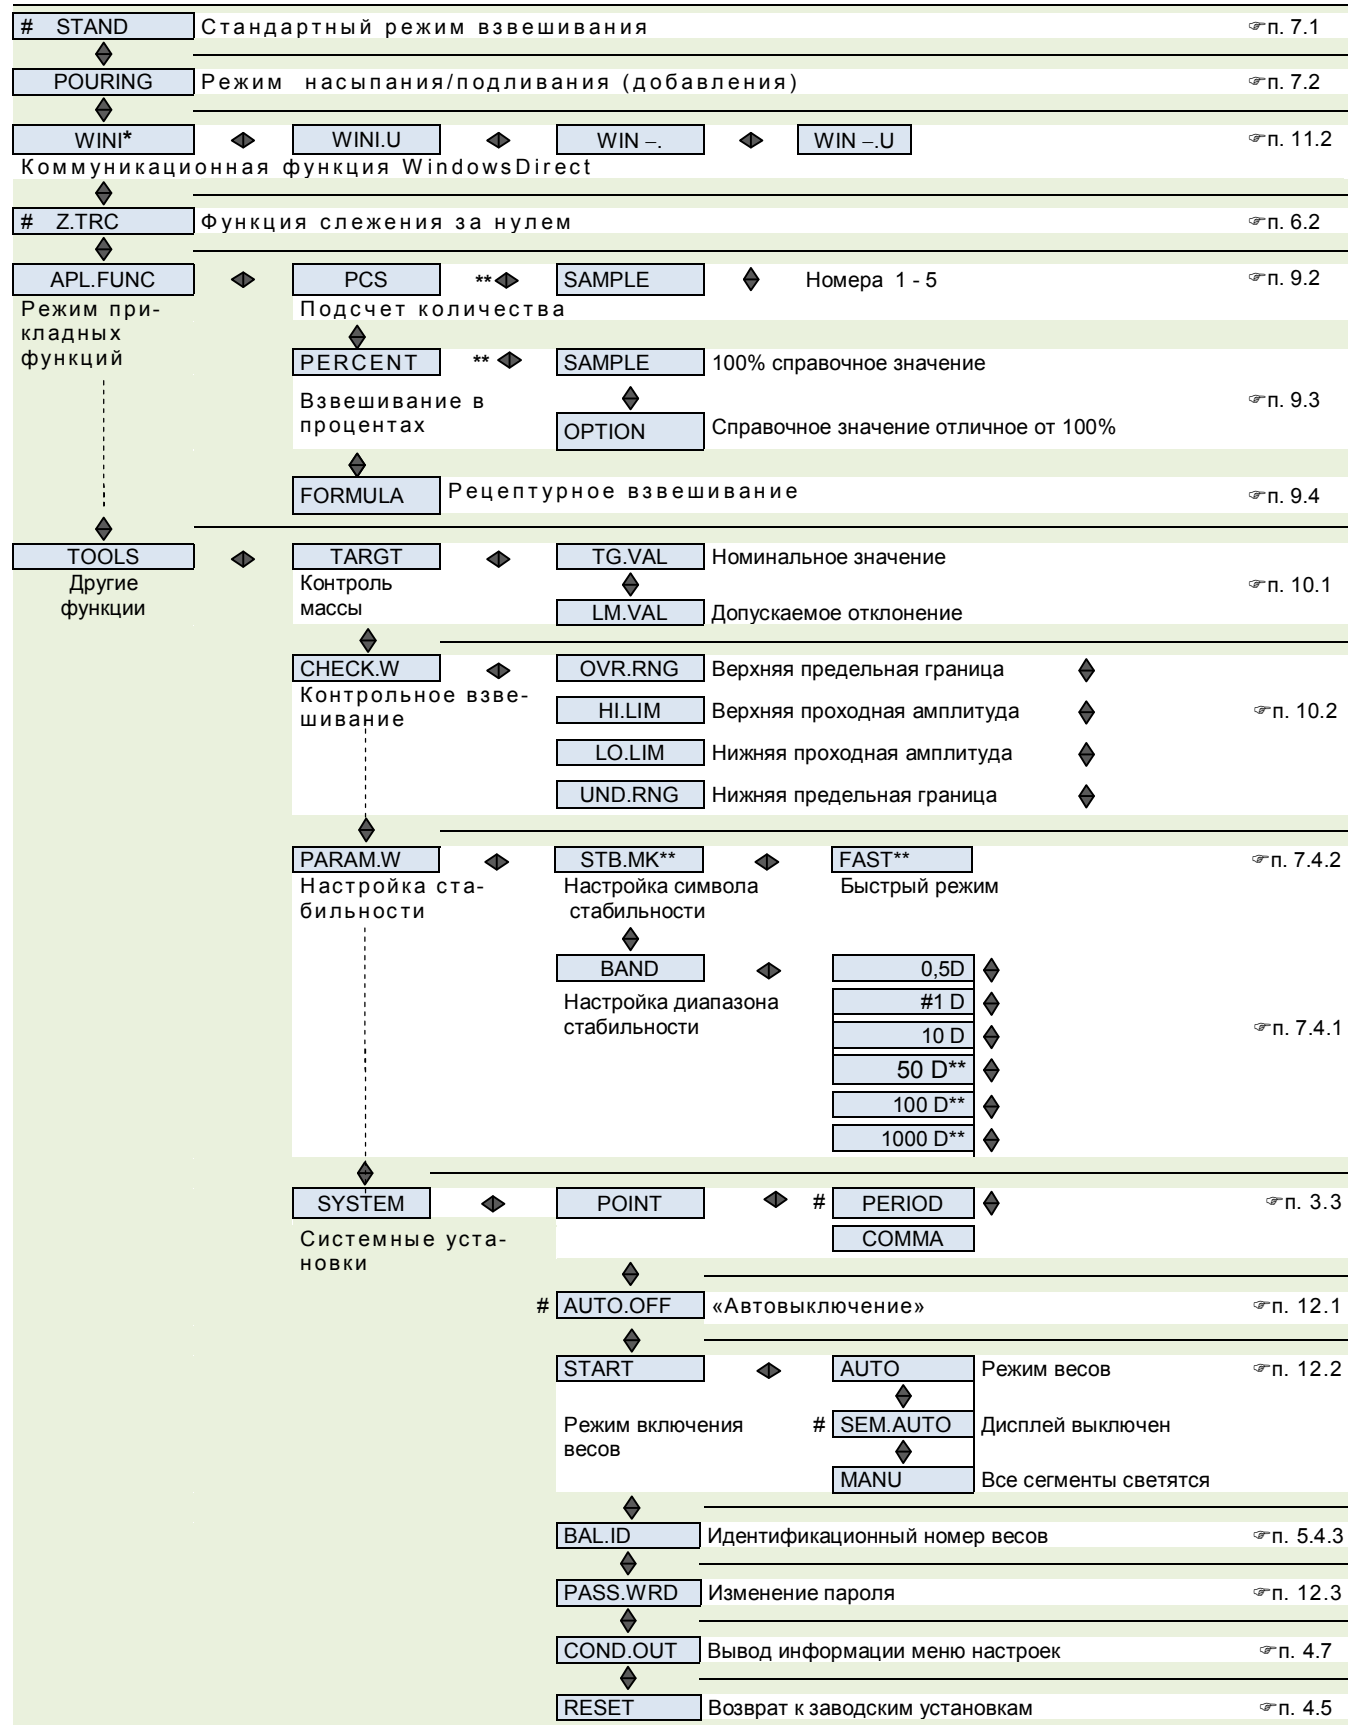 # STAND Стандартный режим взвешивания ☞п. 7.1
POURING Режим насыпания/подливания (добавления) ☞п. 7.2
WINI* WINI.U WIN –. WIN –.U ☞п. 11.2
Коммуникационная функция WindowsDirect
# Z.TRC Функция слежения за нулем ☞п. 6.2
APL.FUNC PCS ** SAMPLE Номера 1 - 5 ☞п. 9.2
Режим при-
кладных
функций
Подсчет количества
PERCENT ** SAMPLE 100% справочное значение
Взвешивание в
процентах
☞п. 9.3
OPTION Справочное значение отличное от 100%
FORMULA Рецептурное взвешивание ☞п. 9.4
TOOLS TARGT TG.VAL Номинальное значение
Другие
функции
Контроль
массы
☞п. 10.1
LM.VAL Допускаемое отклонение
CHECK.W OVR.RNG Верхняя предельная граница
Контрольное взве-
шивание
HI.LIM Верхняя проходная амплитуда ☞п. 10.2
LO.LIM Нижняя проходная амплитуда
UND.RNG Нижняя предельная граница
PARAM.W STB.MK** FAST** ☞п. 7.4.2
Настройка ста-
бильности
Настройка символа
стабильности
Быстрый режим
BAND 0,5D
Настройка диапазона
стабильности
#1 D
10 D ☞п. 7.4.1
50 D**
100 D**
1000 D**
SYSTEM POINT # PERIOD ☞п. 3.3
Системные уста-
новки
COMMA
# AUTO.OFF «Автовыключение» ☞п. 12.1
START AUTO Режим весов ☞п. 12.2
Режим включения
весов
# SEM.AUTO Дисплей выключен
MANU Все сегменты светятся
BAL.ID Идентификационный номер весов ☞п. 5.4.3
PASS.WRD Изменение пароля ☞п. 12.3
COND.OUT Вывод информации меню настроек ☞п. 4.7
RESET Возврат к заводским установкам ☞п. 4.5